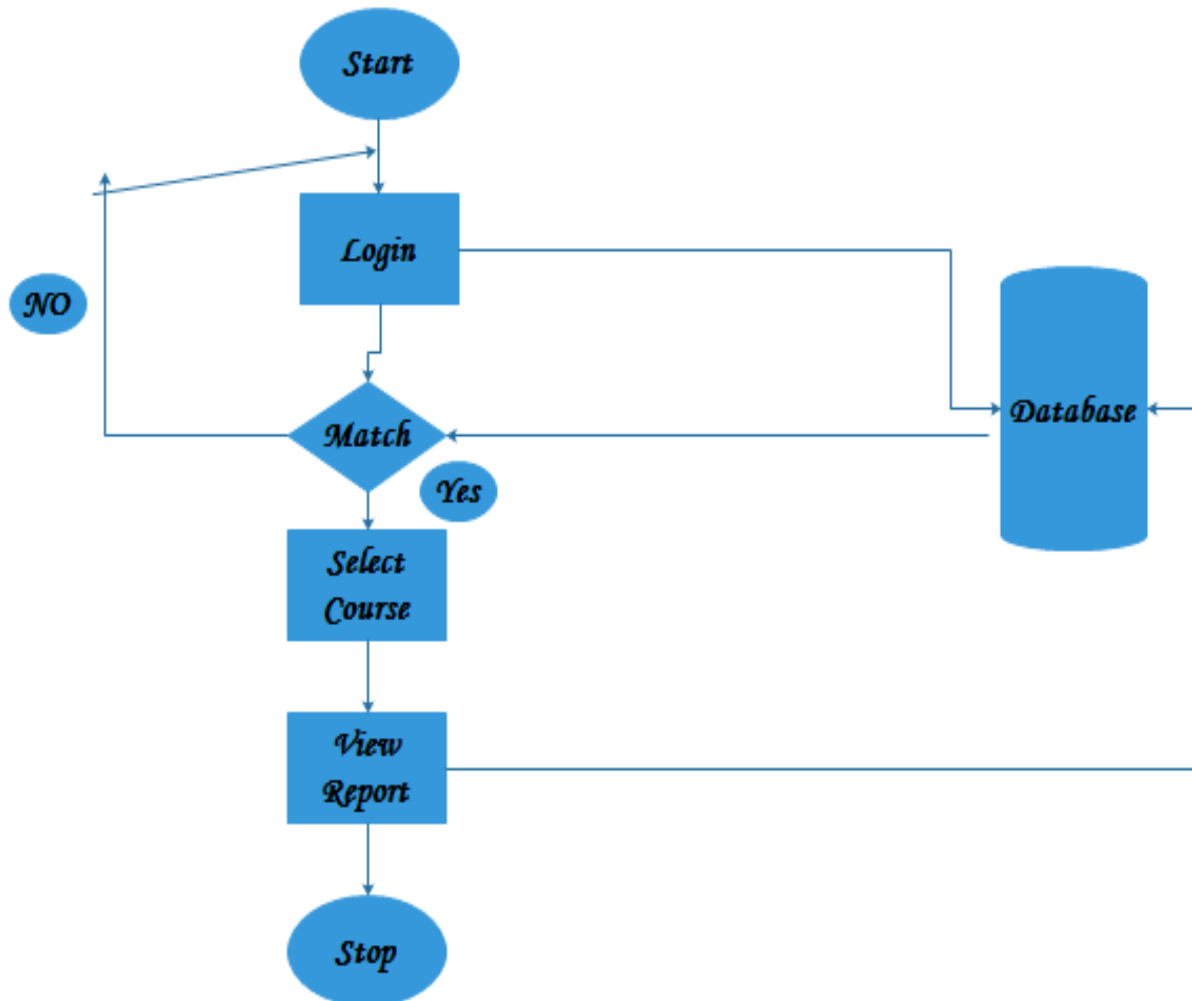 Start
Login
NO
Database
Match
Yes
Select
Course
View
Report
Stop